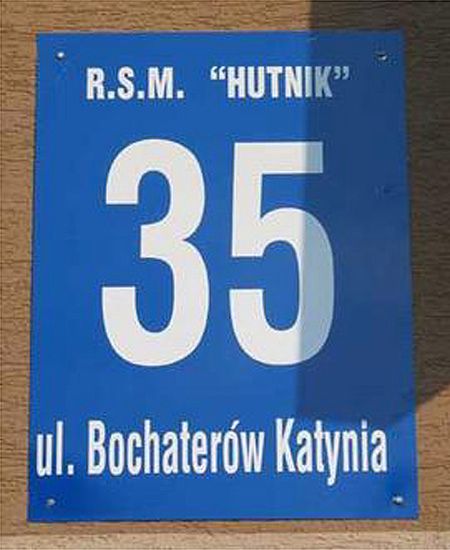 R.S.M. “HUTNIK”
35
ul. Bochaterów Katynia